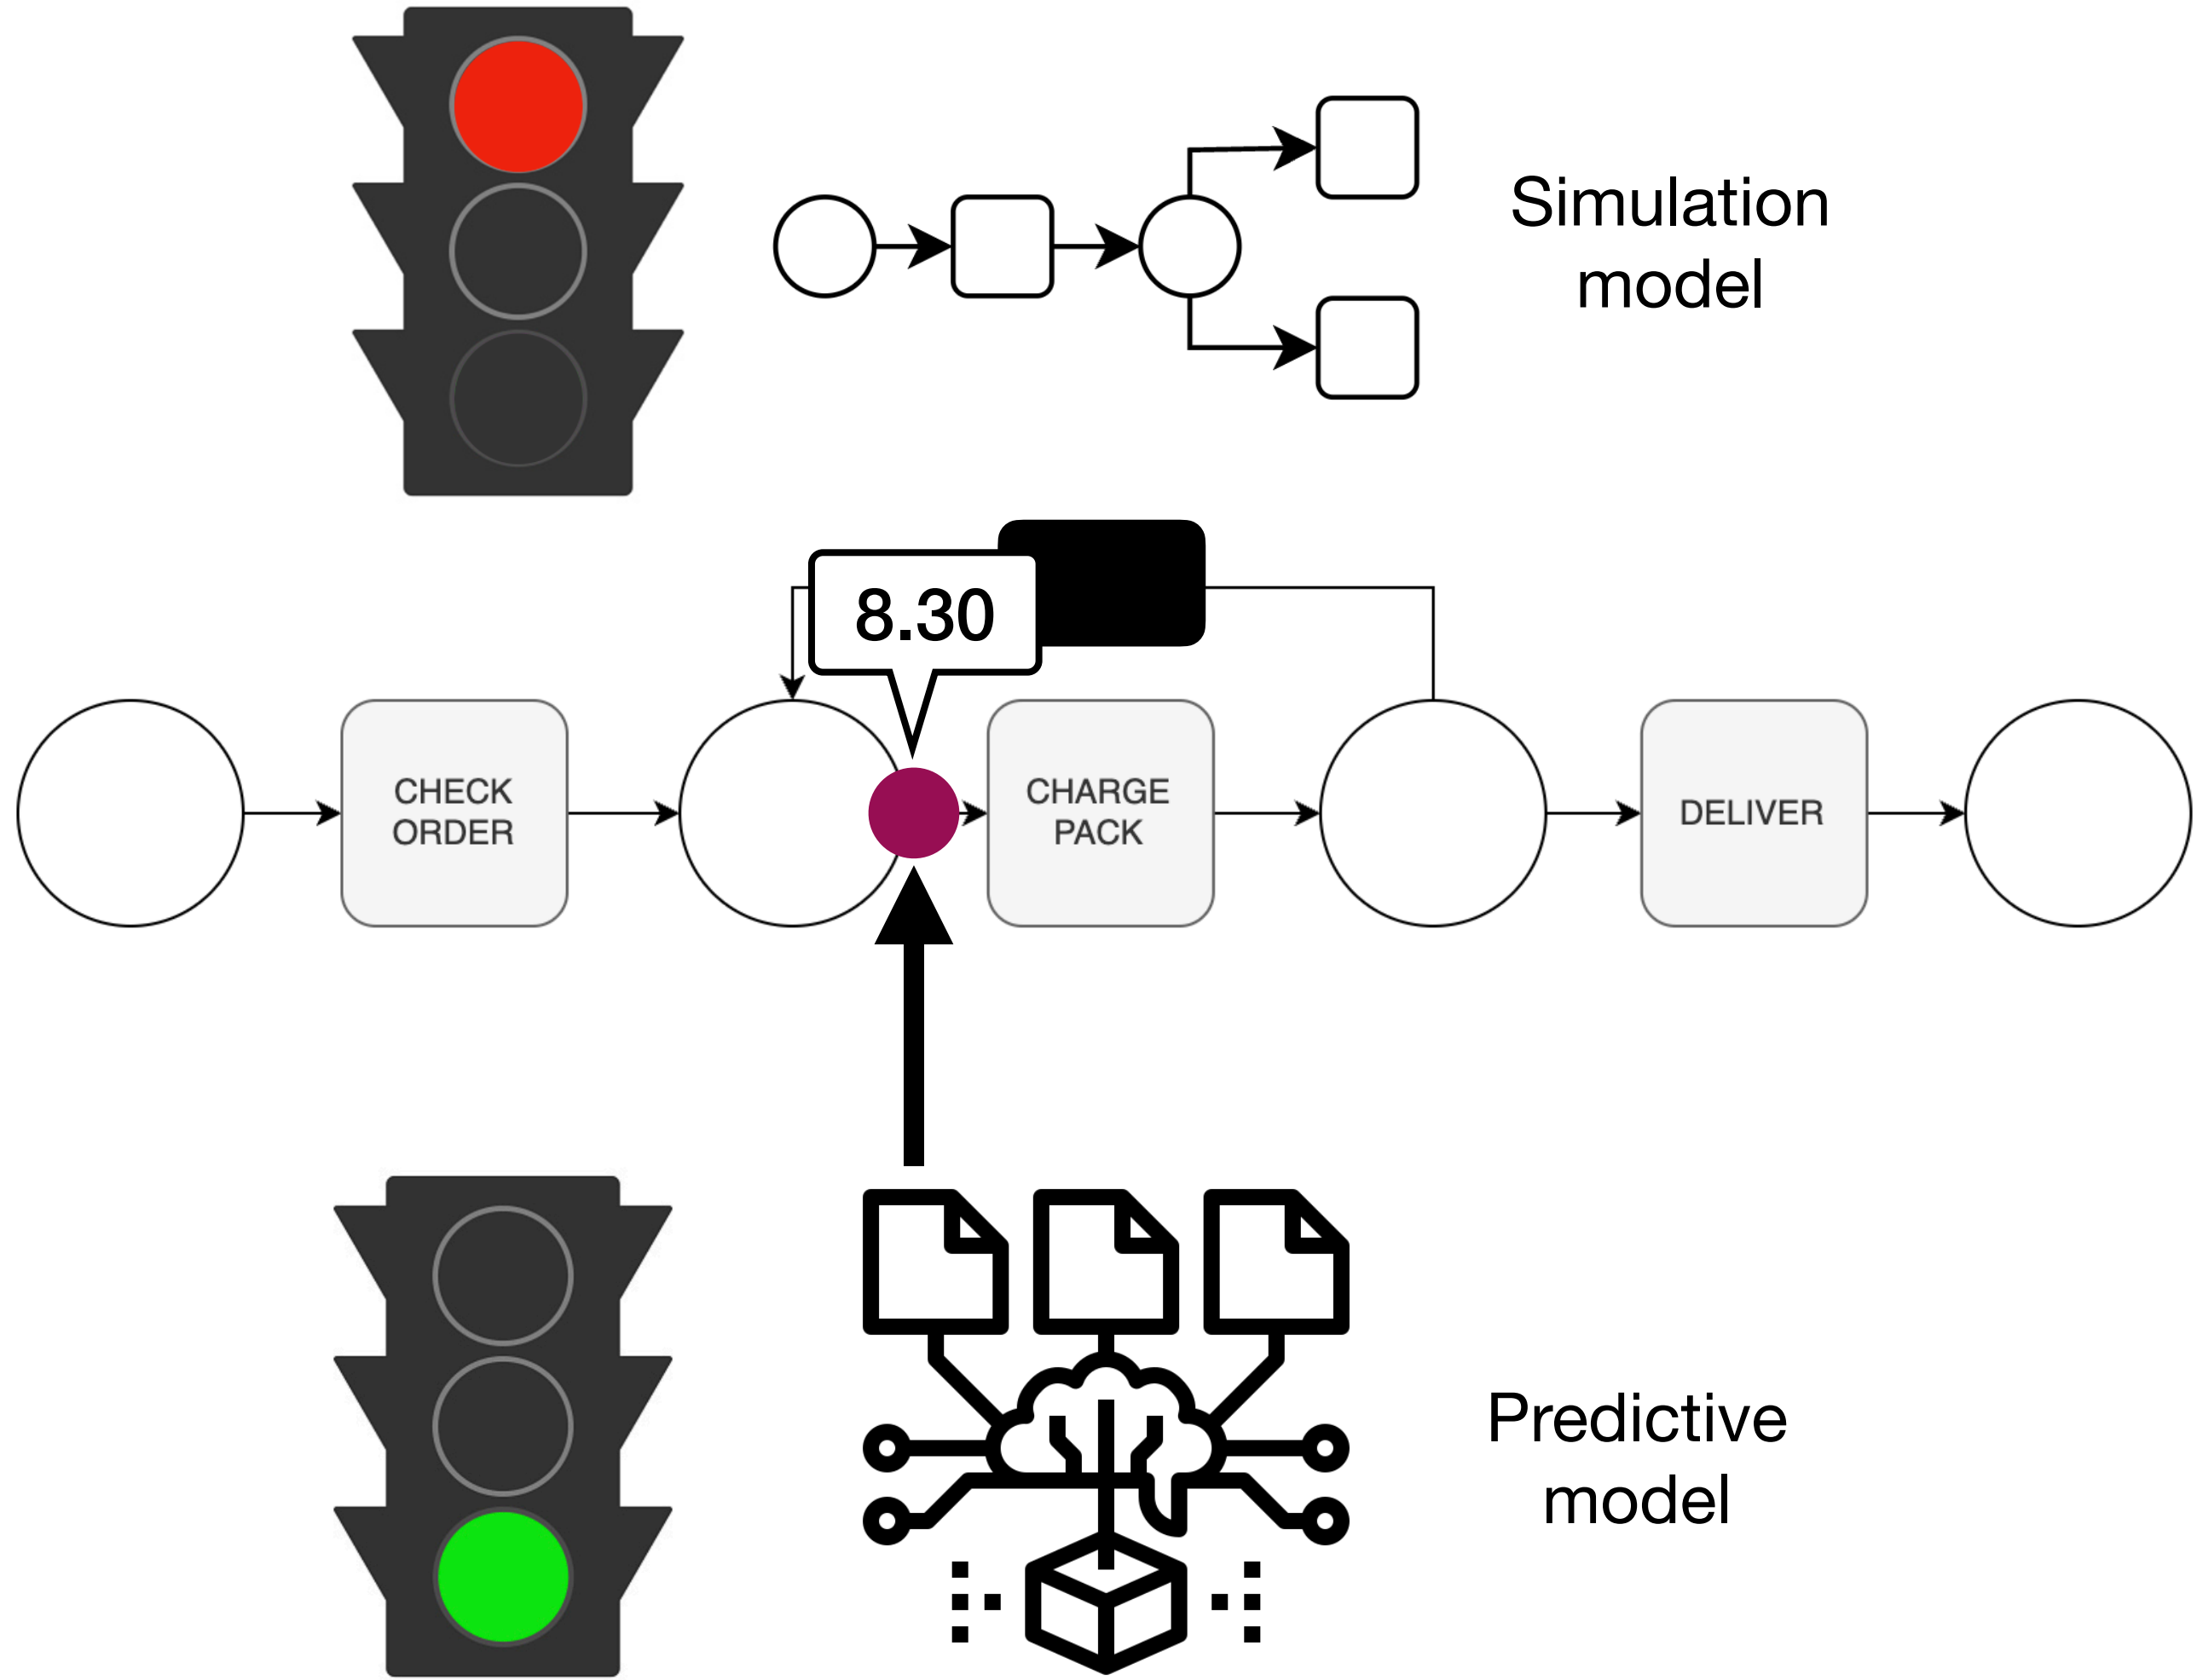 Simulation
model
8.30
CHECK
ORDER
CHARGE
PACK
DELIVER
Predictive
model